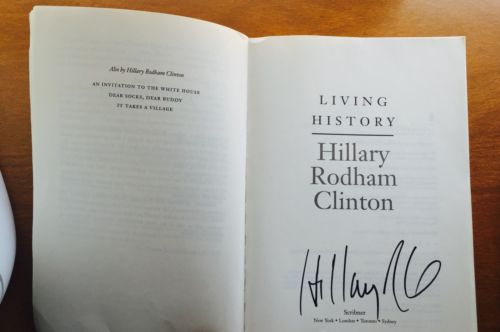 Also by Hillary Rodham Clinton
AN INVITATION TO THE WHITE HOUSE
DEAR SOCKS, DEAR BUDDY
IT TAKES A VILLAGE
LIVING
HISTORY
Hillary
Rodham
Clinton
Hillary R C
Scribner
New York • London • Toronto • Sydney